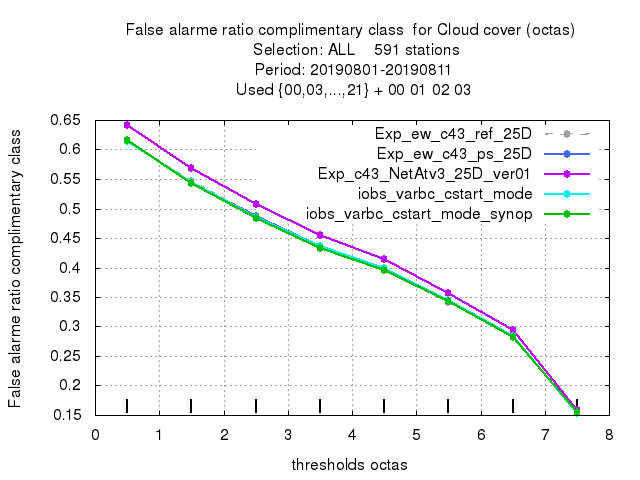 False alarme ratio complimentary class  for Cloud cover (octas)
Selection: ALL    591 stations
Period: 20190801-20190811
Used {00,03,...,21} + 00 01 02 03
False alarme ratio complimentary class
0.65
0.6
0.55
0.5
0.45
0.4
0.35
0.3
0.25
0.2
0.15
Exp_ew_c43_ref_25D
Exp_ew_c43_ps_25D
Exp_c43_NetAtv3_25D_ver01
iobs_varbc_cstart_mode
iobs_varbc_cstart_mode_synop
0 1 2 3 4 5 6 7 8
thresholds octas